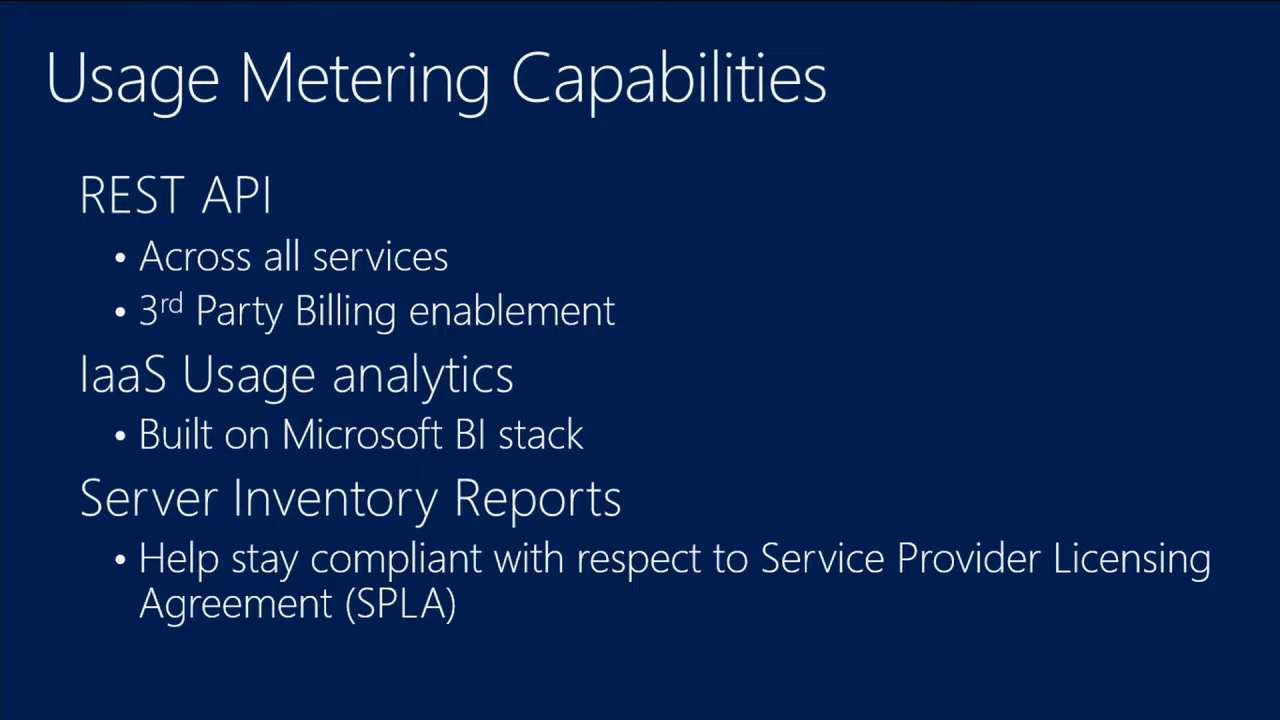 Usage Metering Capabilities
REST API
• Across all services
• 3rd Party Billing enablement
IaaS Usage analytics
• Built on Microsoft BI stack
Server Inventory Reports
• Help stay compliant with respect to Service Provider Licensing
Agreement (SPLA)